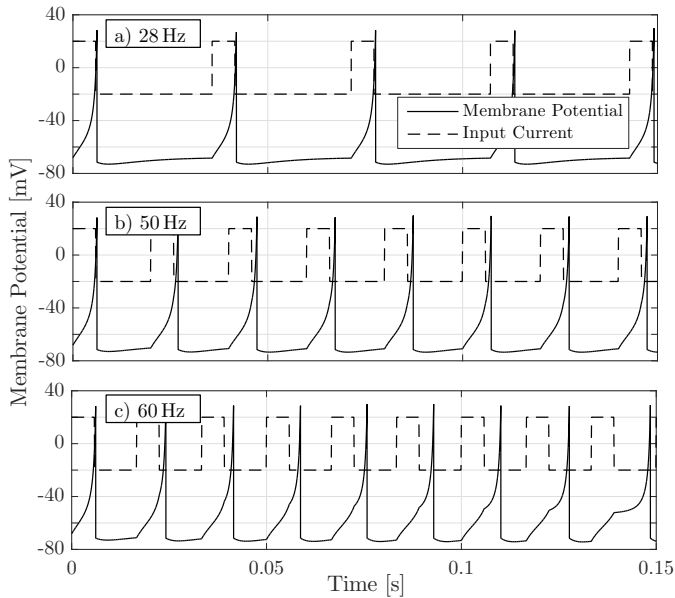 40
a) 28 Hz
0
-40
-80
Membrane Potential
Input Current
40
b) 50 Hz
0
-40
-80
40
c) 60 Hz
0
-40
-80
0
0.05
0.1
0.15
Time [s]
Membrane Potential [mV]